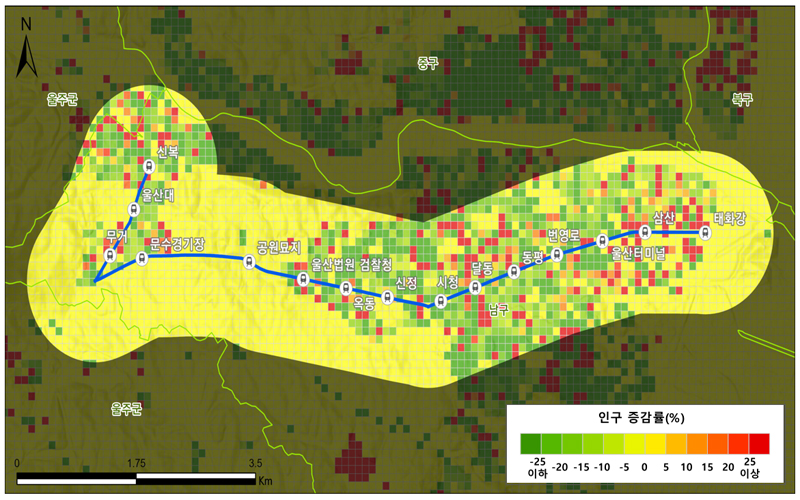 N
중구
북구
울주군
선복
울산대
무거
문수경기장
공원묘지
울산법원 검찰청
옥동
신정
시청
달동
동평
번영로
울산터미널
삼산
태화강
남구
울주군
0
1.75
3.5
Km
인구 증감률(%)
-25
이하
-20
-15
-10
-5
0
5
10
15
20
25
이상